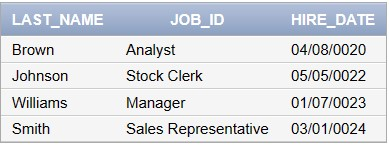 LAST_NAME JOB_ID HIRE_DATE
Brown Analyst 04/08/0020
Johnson Stock Clerk 05/05/0022
Williams Manager 01/07/0023
Smith Sales Representative 03/01/0024